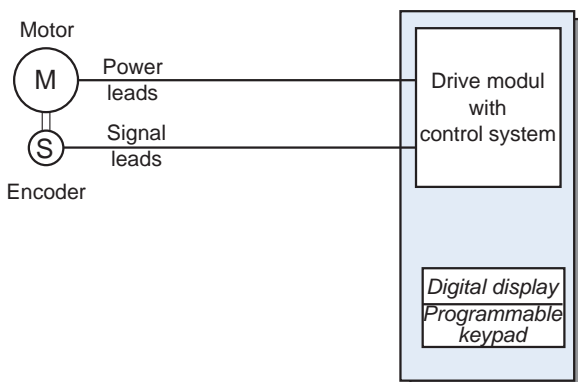 Motor
M
Power
leads
Signal
leads
S
Encoder
Drive modul
with
control system
Digital display
Programmable
keypad